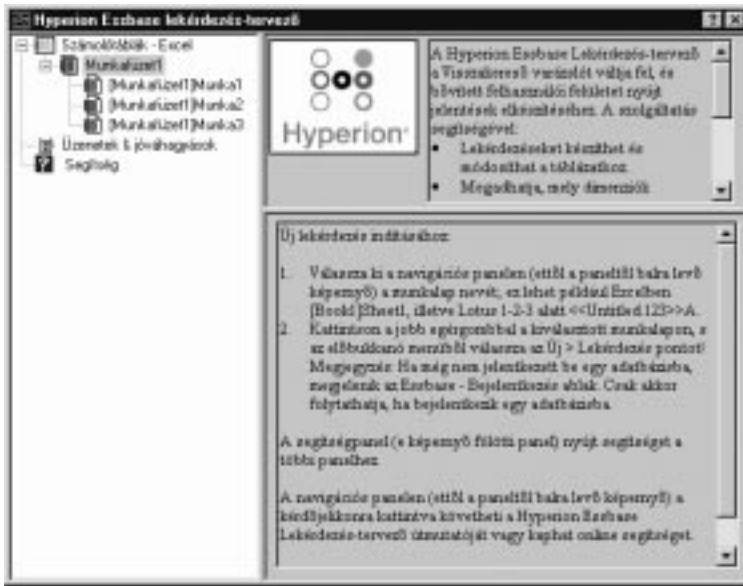 Hyperion Essbase lekérdezés-tervező
Számolótáblák - Excel
Munkafüzet1
[Munkafüzet1]Munka1
[Munkafüzet1]Munka2
[Munkafüzet1]Munka3
Üzenetek & jóváhagyások
Segítség
Hyperion
A Hyperion Essbase Lekérdezés-tervező
a Visszakereső varázslót váltja fel, és
bővített felhasználói felületet nyújt
jelentések elkészítéséhez. A szolgáltatás
segítségével:
• Lekérdezéseket készíthet és
módosíthat a táblázathoz
• Megadhatja, mely dimenziók
Új lekérdezés indításához:
1. Válassza ki a navigációs panelen (ettől a paneltől balra levő
képernyő) a munkalap nevét; ez lehet például Excelben
[Book1]Sheet1, illetve Lotus 1-2-3 alatt <<Untitled.123>>A.
2. Kattintson a jobb egérgombbal a kiválasztott munkalapon, s
az előbukkanó menüből válassza az Új > Lekérdezés pontot!
Megjegyzés: Ha még nem jelentkezett be egy adatbázisba,
megjelenik az Essbase - Bejelentkezés ablak. Csak akkor
folytathatja, ha bejelentkezik egy adatbázisba.
A segítségpanel (e képernyő fölötti panel) nyújt segítséget a
többi panelhez.
A navigációs panelen (ettől a paneltől balra levő képernyő) a
kérdőjelikonra kattintva követheti a Hyperion Essbase
Lekérdezés-tervező útmutatóját vagy kaphat online segítséget.